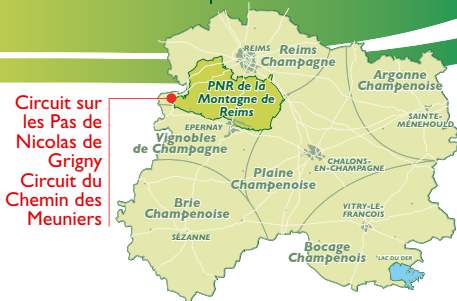 Circuit sur
les Pas de
Nicolas de
Grigny
Circuit du
Chemin des
Meuniers
REIMS
Reims
Champagne
PNR de la
Montagne de
Reims
Argonne
Champenoise
SAINTE-
MÉNEHOULD
EPERNAY
Vignobles
de Champagne
CHALONS-
EN-CHAMPAGNE
Plaine
Champenoise
Brie
Champenoise
VITRY-LE-
FRANCOIS
SÉZANNE
Bocage
Champenois
LAC DU DER